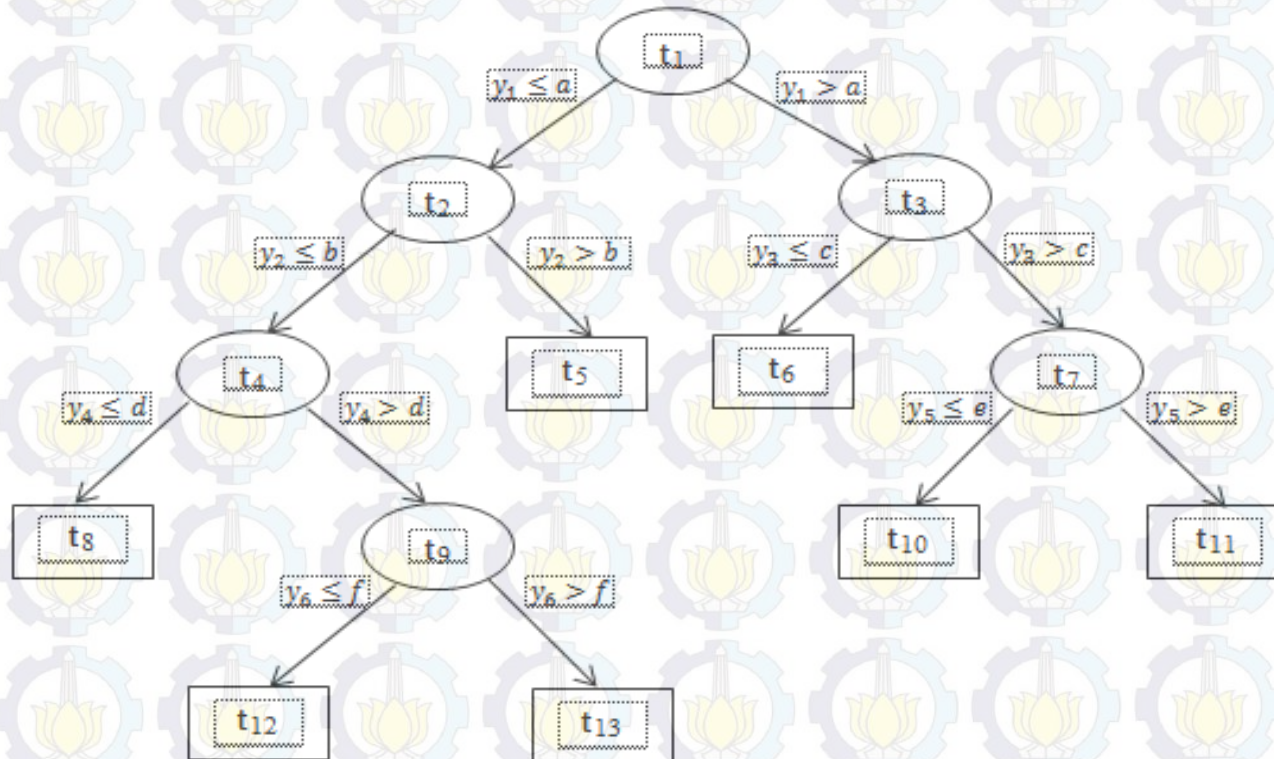 t₁
y₁ ≤ a
y₁ > a
t₂
t₃
y₂ ≤ b
y₂ > b
y₃ ≤ c
y₃ > c
t₄
t₅
t₆
t₇
y₄ ≤ d
y₄ > d
y₅ ≤ e
y₅ > e
t₈
t₉
t₁₀
t₁₁
y₆ ≤ f
y₆ > f
t₁₂
t₁₃